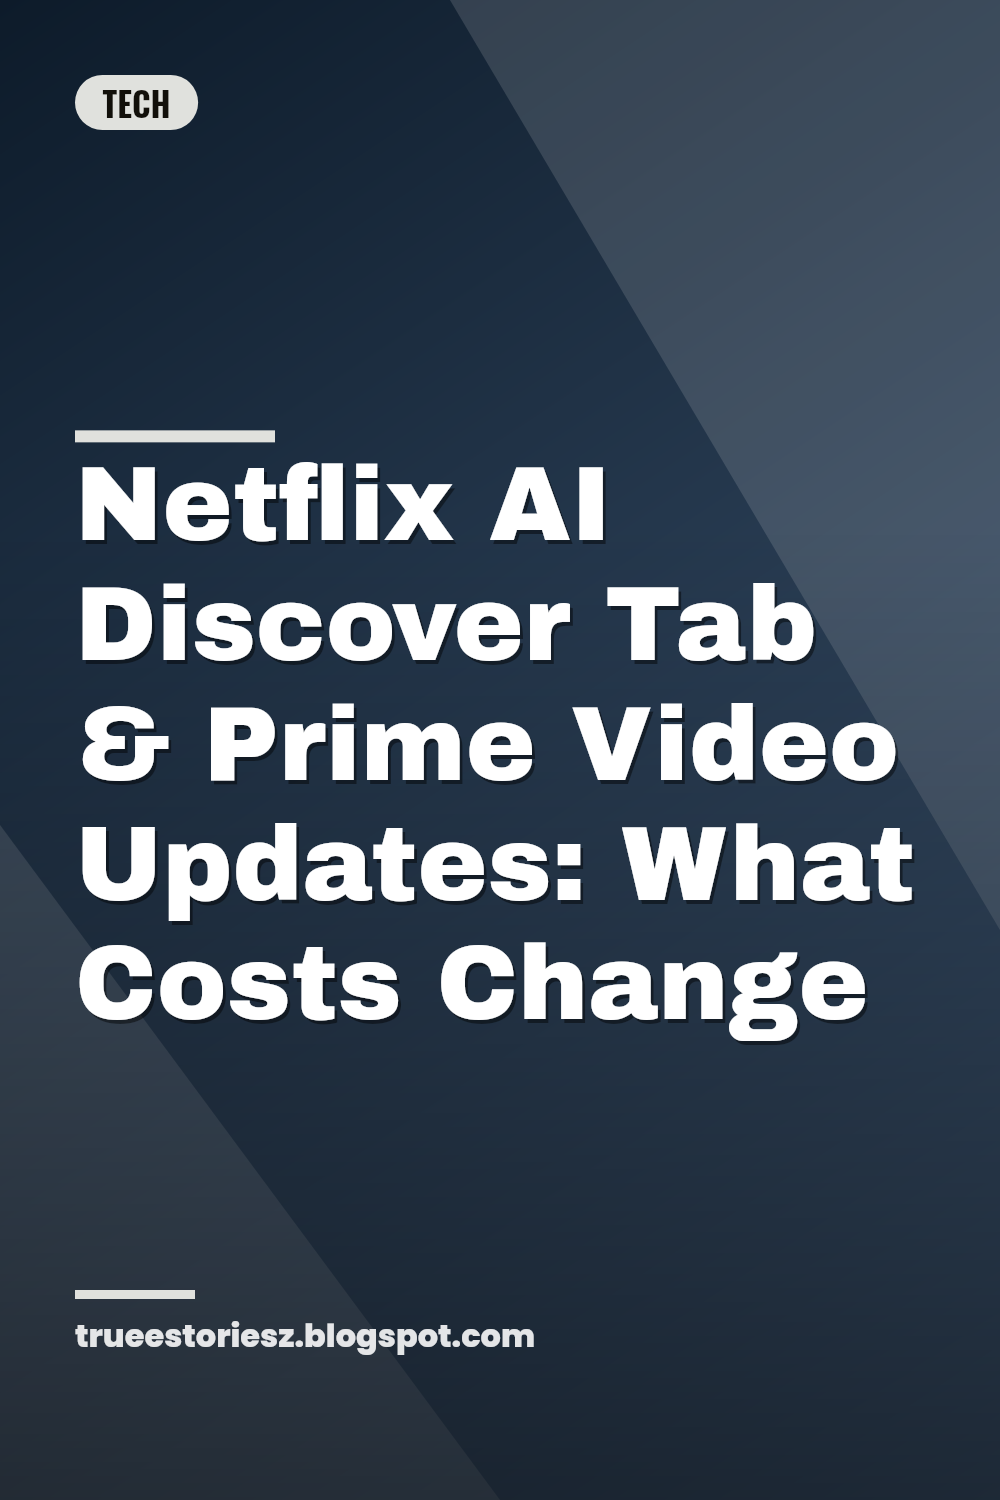 TECH
Netflix AI
Discover Tab
& Prime Video
Updates: What
Costs Change
trueestoriesz.blogspot.com